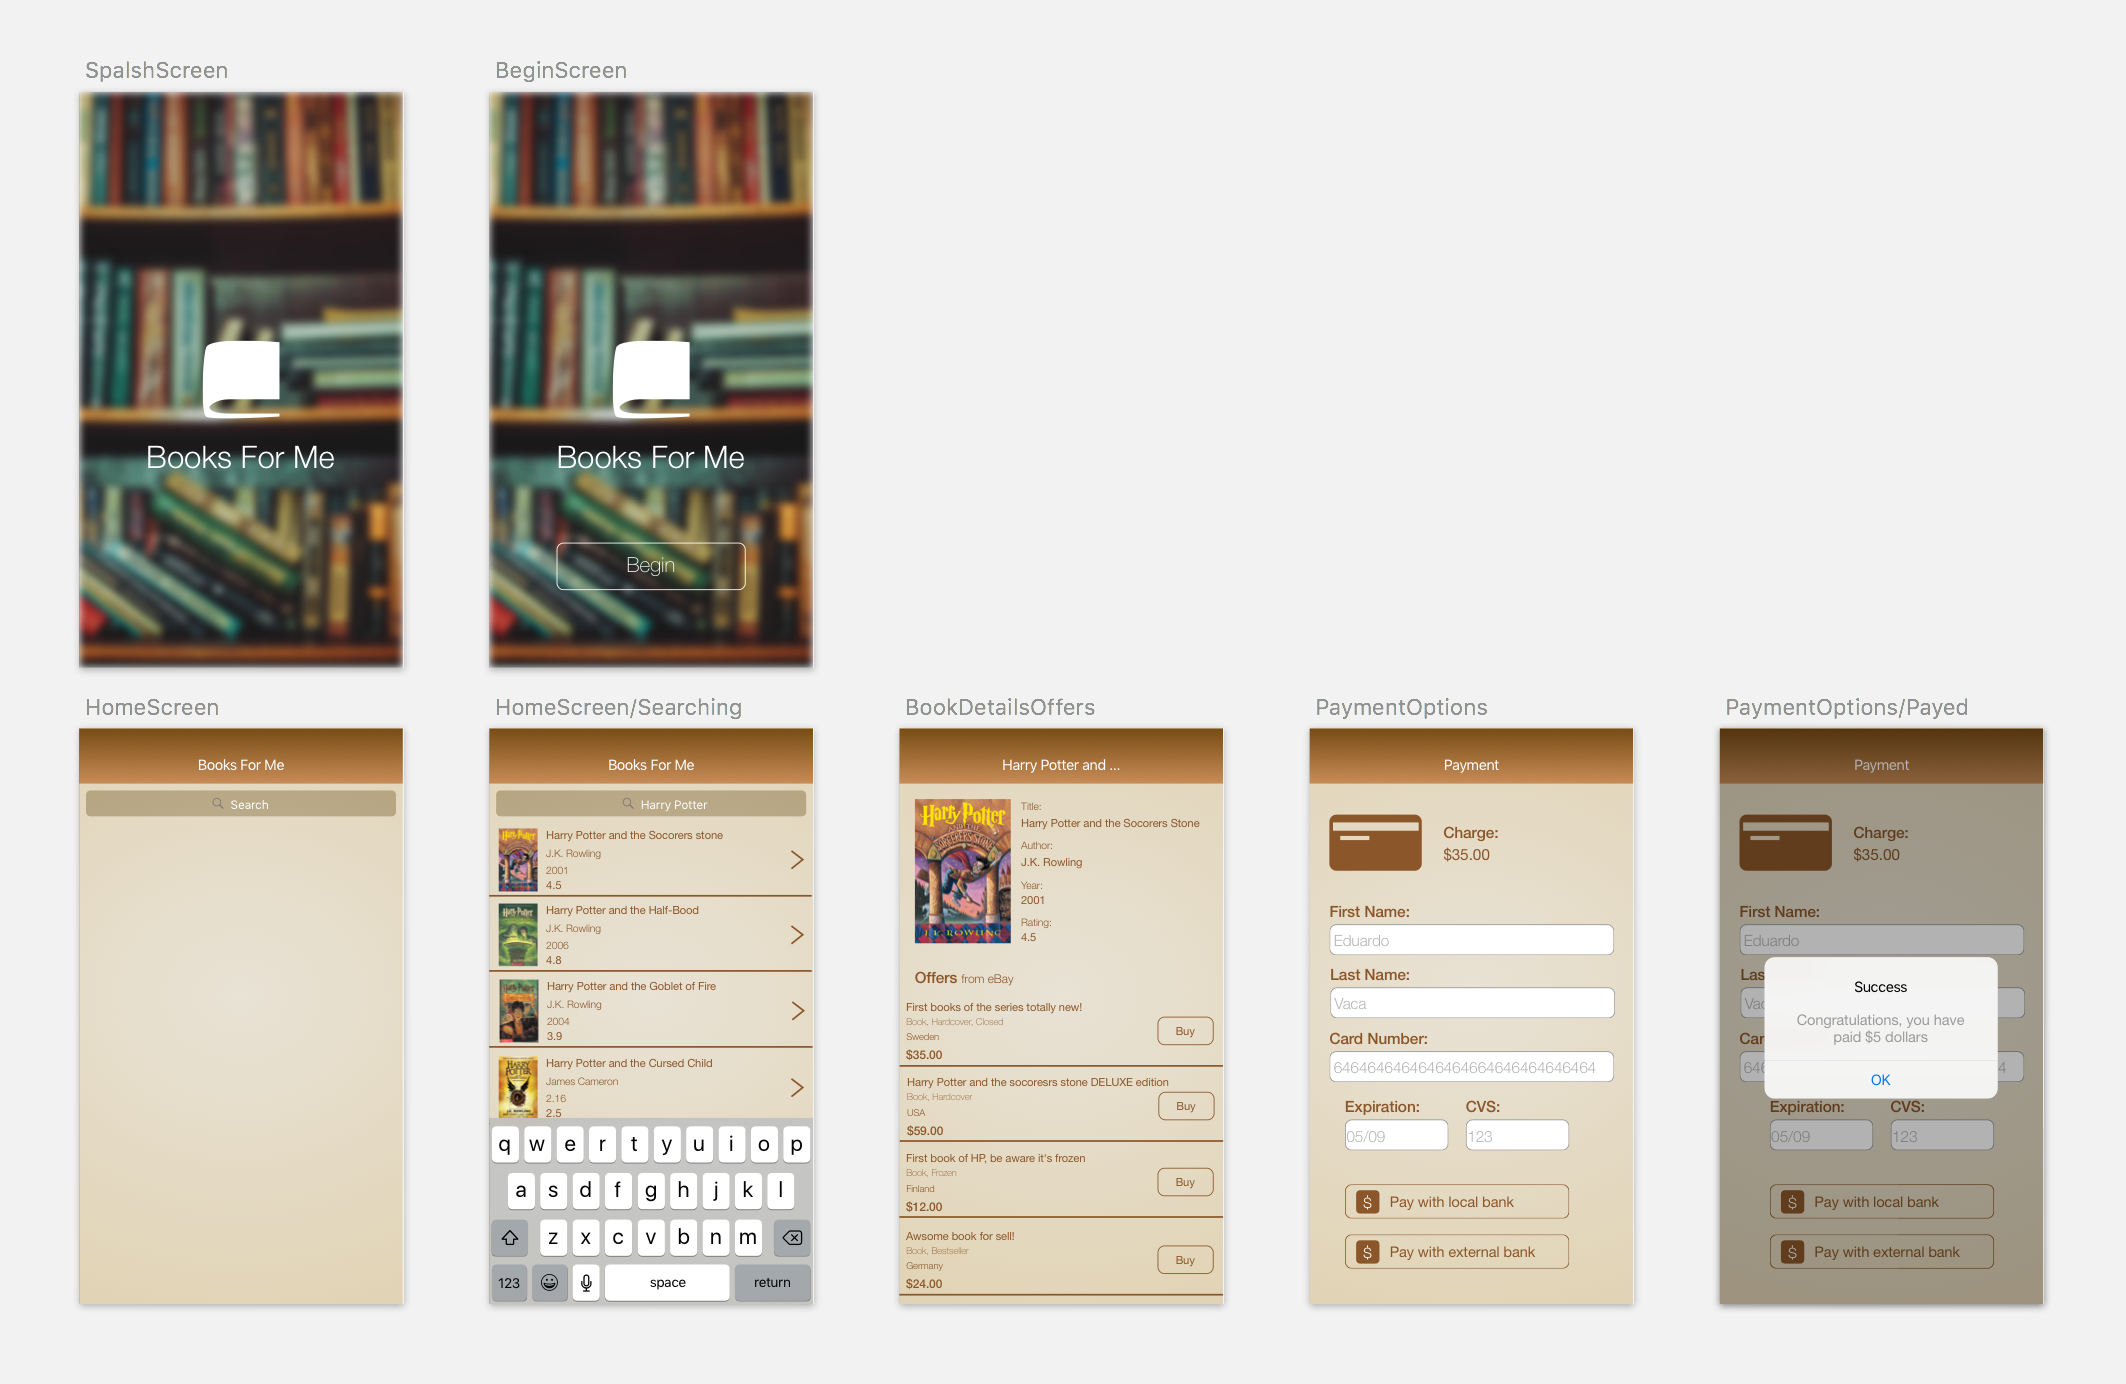 SpalshScreen
Books For Me
BeginScreen
Books For Me
Begin
HomeScreen
Books For Me
Search
HomeScreen/Searching
Books For Me
Harry Potter
Harry Potter and the Socorers stone
J.K. Rowling
2001
4.5
Harry Potter and the Half-Bood
J.K. Rowling
2006
4.8
Harry Potter and the Goblet of Fire
J.K. Rowling
2004
3.9
Harry Potter and the Cursed Child
James Cameron
2.16
2.5
q w e r t y u i o p
a s d f g h j k l
z x c v b n m
123 space return
BookDetailsOffers
Harry Potter and ...
Harry Potter
AND THE
SORCERER'S STONE
J. K. ROWLING
Title:
Harry Potter and the Socorers Stone
Author:
J.K. Rowling
Year:
2001
Rating:
4.5
Offers from eBay
First books of the series totally new!
Book, Hardcover, Closed
Sweden
$35.00
Buy
Harry Potter and the socoresrs stone DELUXE edition
Book, Hardcover
USA
$59.00
Buy
First book of HP, be aware it's frozen
Book, Frozen
Finland
$12.00
Buy
Awsome book for sell!
Book, Bestseller
Germany
$24.00
Buy
PaymentOptions
Payment
Charge:
$35.00
First Name:
Eduardo
Last Name:
Vaca
Card Number:
6464646464646464664646464646464
Expiration:
05/09
CVS:
123
$ Pay with local bank
$ Pay with external bank
PaymentOptions/Payed
Payment
Charge:
$35.00
First Name:
Eduardo
Success
Congratulations, you have
paid $5 dollars
OK
Expiration:
05/09
CVS:
123
$ Pay with local bank
$ Pay with external bank